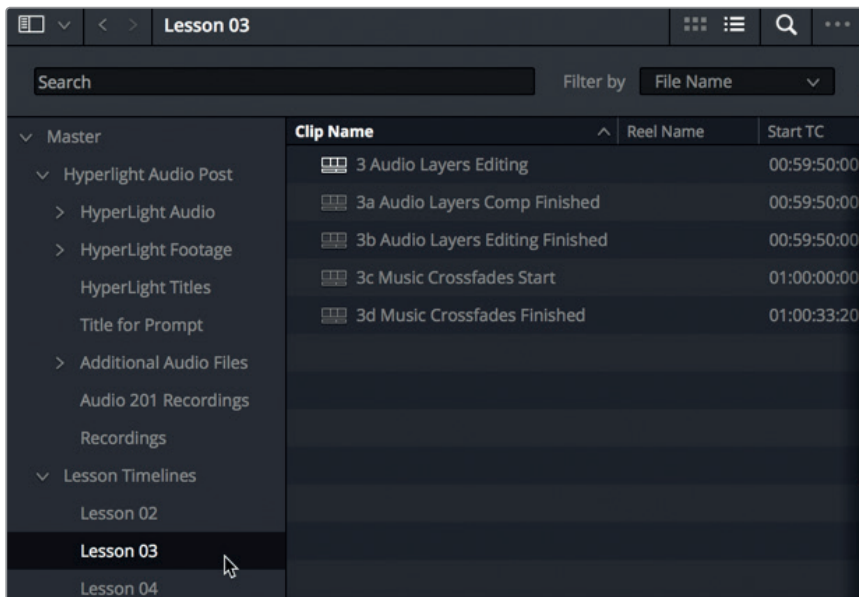 Lesson 03
Search Filter by File Name
Master
Hyperlight Audio Post
HyperLight Audio
HyperLight Footage
HyperLight Titles
Title for Prompt
Additional Audio Files
Audio 201 Recordings
Recordings
Lesson Timelines
Lesson 02
Lesson 03
Lesson 04
Clip Name Reel Name Start TC
3 Audio Layers Editing 00:59:50:00
3a Audio Layers Comp Finished 00:59:50:00
3b Audio Layers Editing Finished 00:59:50:00
3c Music Crossfades Start 01:00:00:00
3d Music Crossfades Finished 01:00:33:20